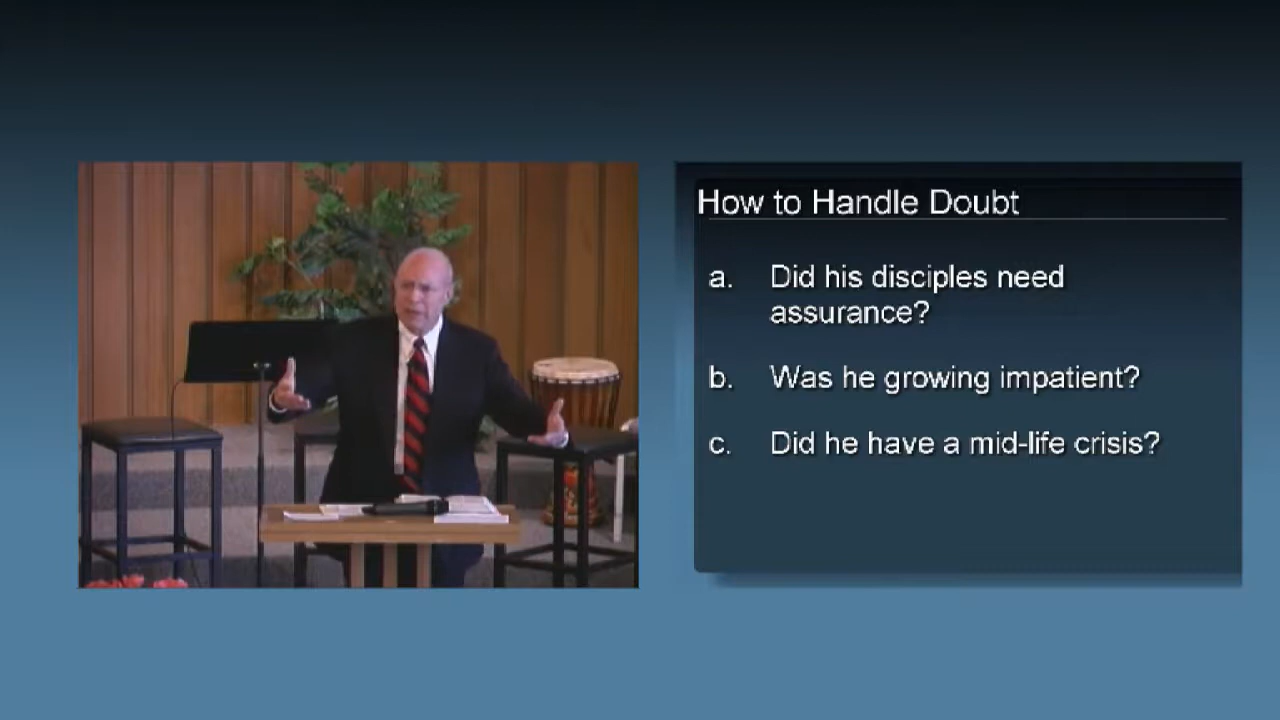 How to Handle Doubt
a. Did his disciples need
assurance?
b. Was he growing impatient?
c. Did he have a mid-life crisis?